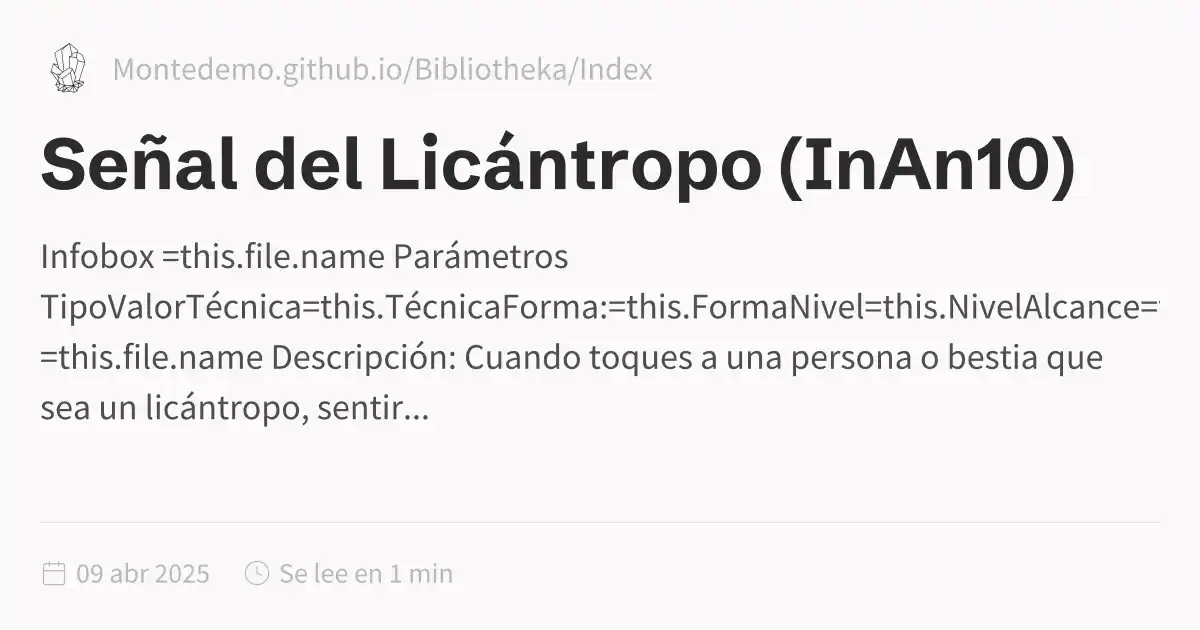 Montedemo.github.io/Bibliotheka/Index
Señal del Licántropo (InAn10)
Infobox =this.file.name Parámetros
TipoValorTécnica=this.TécnicaForma:=this.FormaNivel=this.NivelAlcance=
=this.file.name Descripción: Cuando toques a una persona o bestia que
sea un licántropo, sentir...
09 abr 2025 Se lee en 1 min